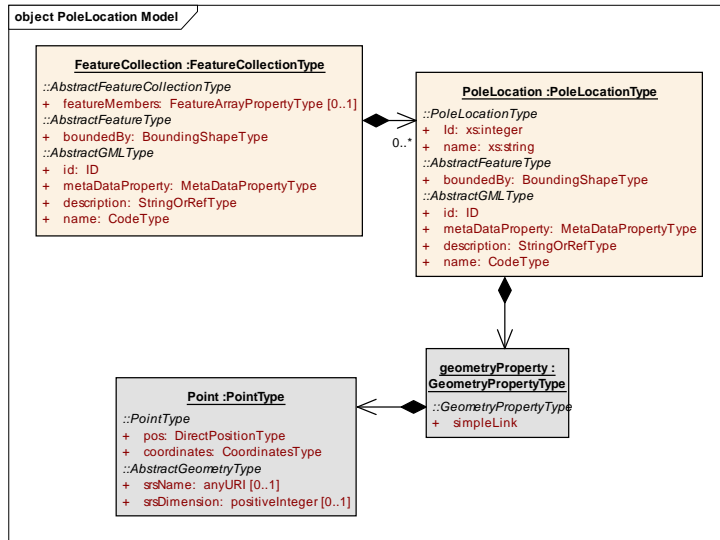 object PoleLocation Model
FeatureCollection :FeatureCollectionType
::AbstractFeatureCollectionType
+ featureMembers: FeatureArrayPropertyType [0..1]
::AbstractFeatureType
+ boundedBy: BoundingShapeType
::AbstractGMLType
+ id: ID
+ metaDataProperty: MetaDataPropertyType
+ description: StringOrRefType
+ name: CodeType
0..*
PoleLocation :PoleLocationType
::PoleLocationType
+ Id: xs:integer
+ name: xs:string
::AbstractFeatureType
+ boundedBy: BoundingShapeType
::AbstractGMLType
+ id: ID
+ metaDataProperty: MetaDataPropertyType
+ description: StringOrRefType
+ name: CodeType
geometryProperty :
GeometryPropertyType
::GeometryPropertyType
+ simpleLink
Point :PointType
::PointType
+ pos: DirectPositionType
+ coordinates: CoordinatesType
::AbstractGeometryType
+ srsName: anyURI [0..1]
+ srsDimension: positiveInteger [0..1]